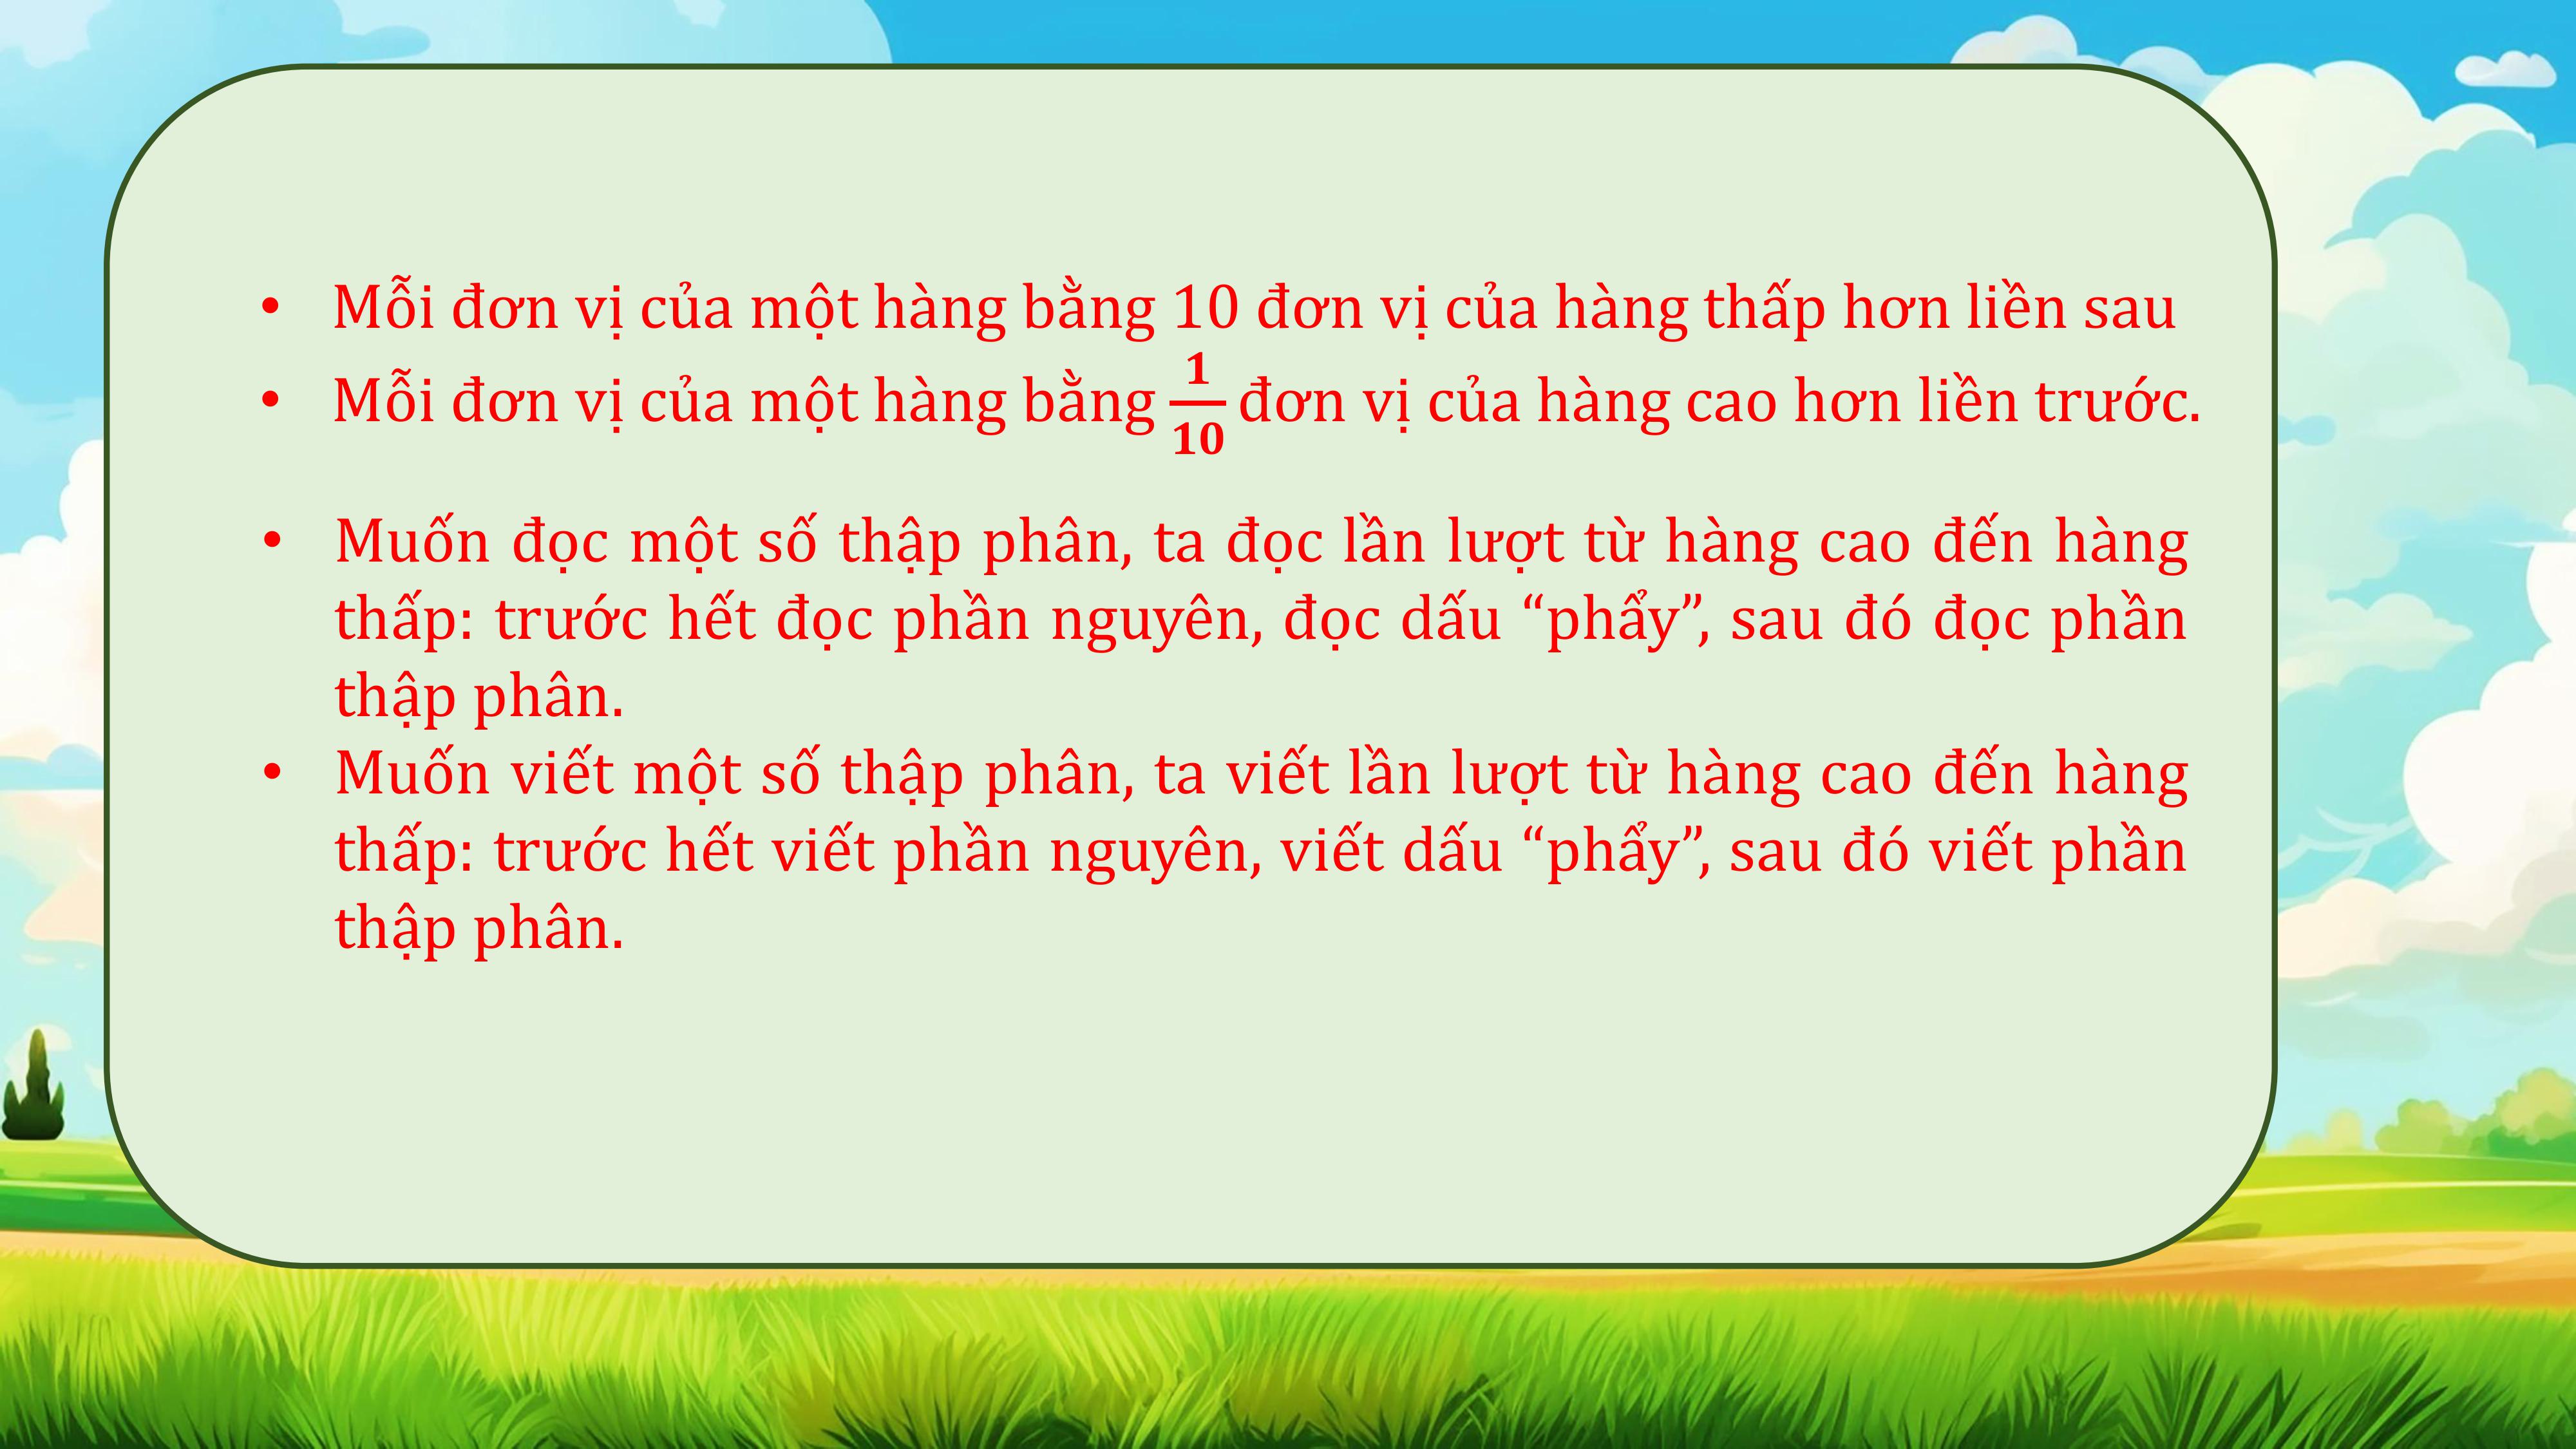 • Mỗi đơn vị của một hàng bằng 10 đơn vị của hàng thấp hơn liền sau
• Mỗi đơn vị của một hàng bằng 1/10 đơn vị của hàng cao hơn liền trước.
• Muốn đọc một số thập phân, ta đọc lần lượt từ hàng cao đến hàng
thấp: trước hết đọc phần nguyên, đọc dấu “phẩy”, sau đó đọc phần
thập phân.
• Muốn viết một số thập phân, ta viết lần lượt từ hàng cao đến hàng
thấp: trước hết viết phần nguyên, viết dấu “phẩy”, sau đó viết phần
thập phân.